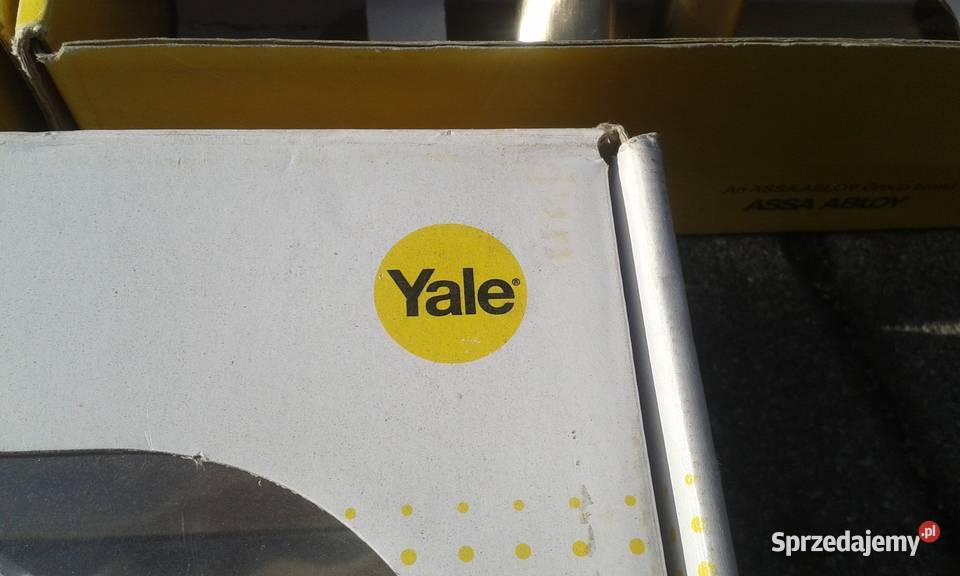 An ASSA ABLOY Group brand
ASSA ABLOY
Yale®
Sprzedajemy.pl